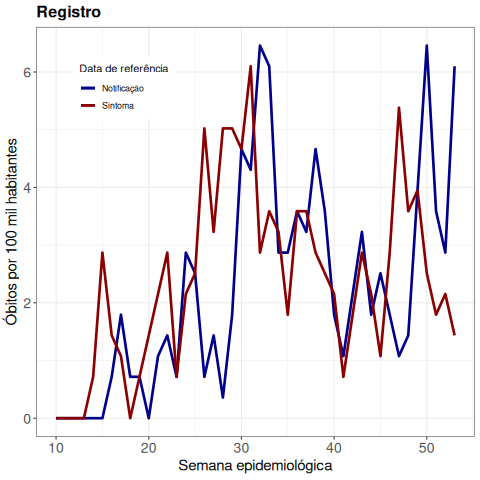 Registro
Data de referência
Notificação
Sintoma
Óbitos por 100 mil habitantes
6
4
2
0
10 20 30 40 50
Semana epidemiológica